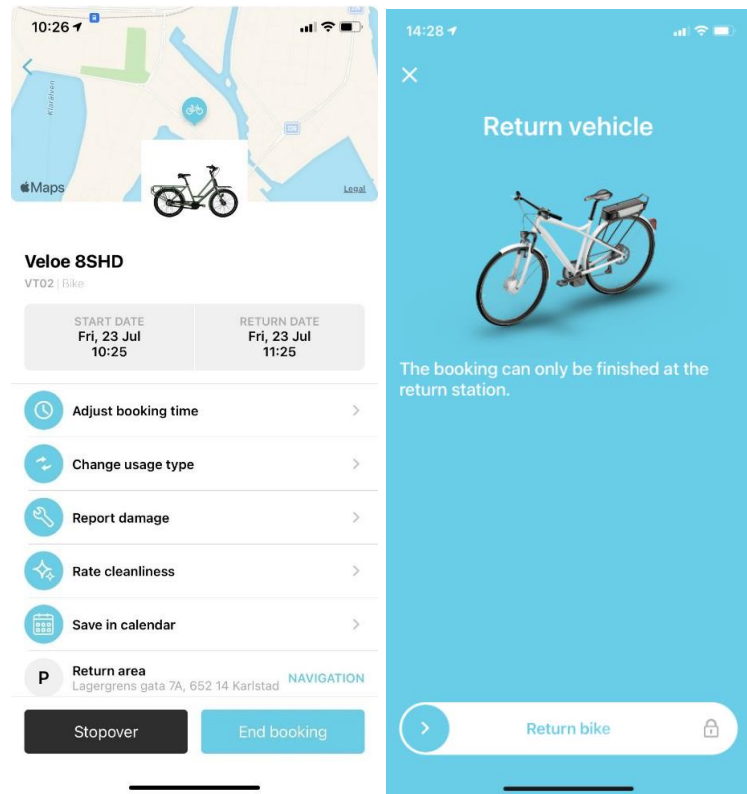 10:26
Klarälven
Maps
Legal
Veloe 8SHD
VT02 | Bike
START DATE
Fri, 23 Jul
10:25
RETURN DATE
Fri, 23 Jul
11:25
Adjust booking time
Change usage type
Report damage
Rate cleanliness
Save in calendar
P
Return area
Lagergrens gata 7A, 652 14 Karlstad
NAVIGATION
Stopover
End booking
14:28
Return vehicle
The booking can only be finished at the
return station.
Return bike